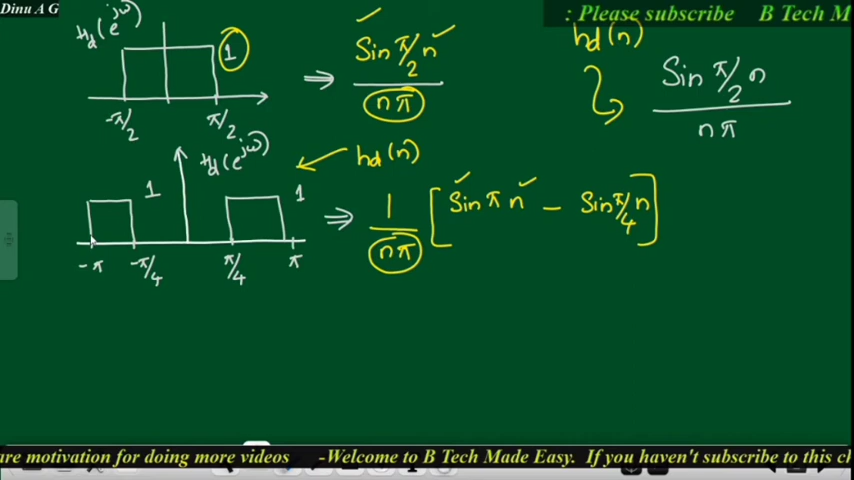 Dinu A G
: Please subscribe B Tech M
Hd(e^jω)
1
-π/2
π/2
⇒ Sin π/2 n / nπ
hd(n)
Sin π/2 n / nπ
Hd(e^jω)
hd(n)
1
1
-π
-π/4
π/4
π
⇒ 1/nπ [Sin π n - Sin π/4 n]
are motivation for doing more videos -Welcome to B Tech Made Easy. If you haven't subscribe to this ch